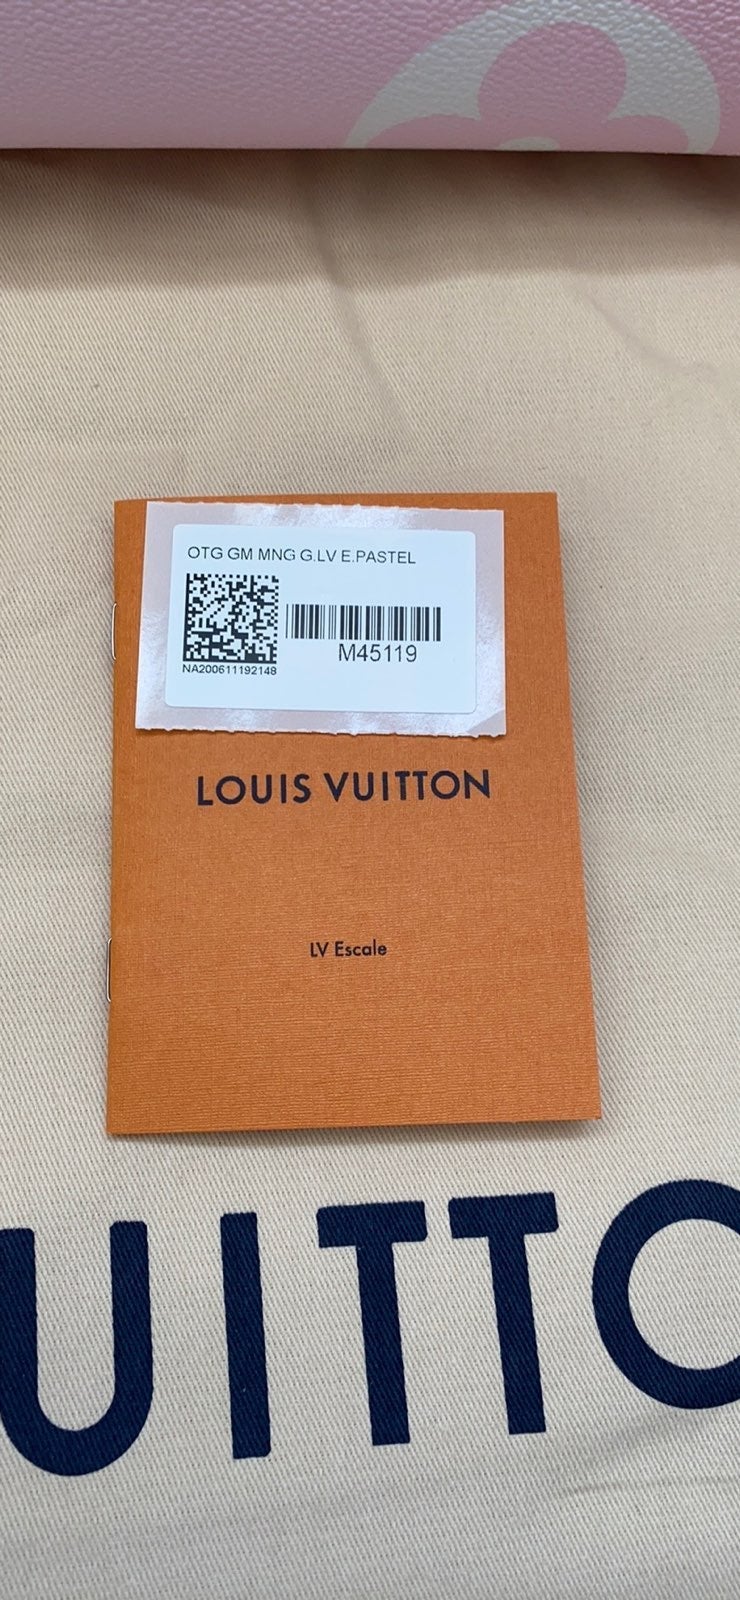 OTG GM MNG G.LV E.PASTEL
NA200611192148
M45119
LOUIS VUITTON
LV Escale
UITTO